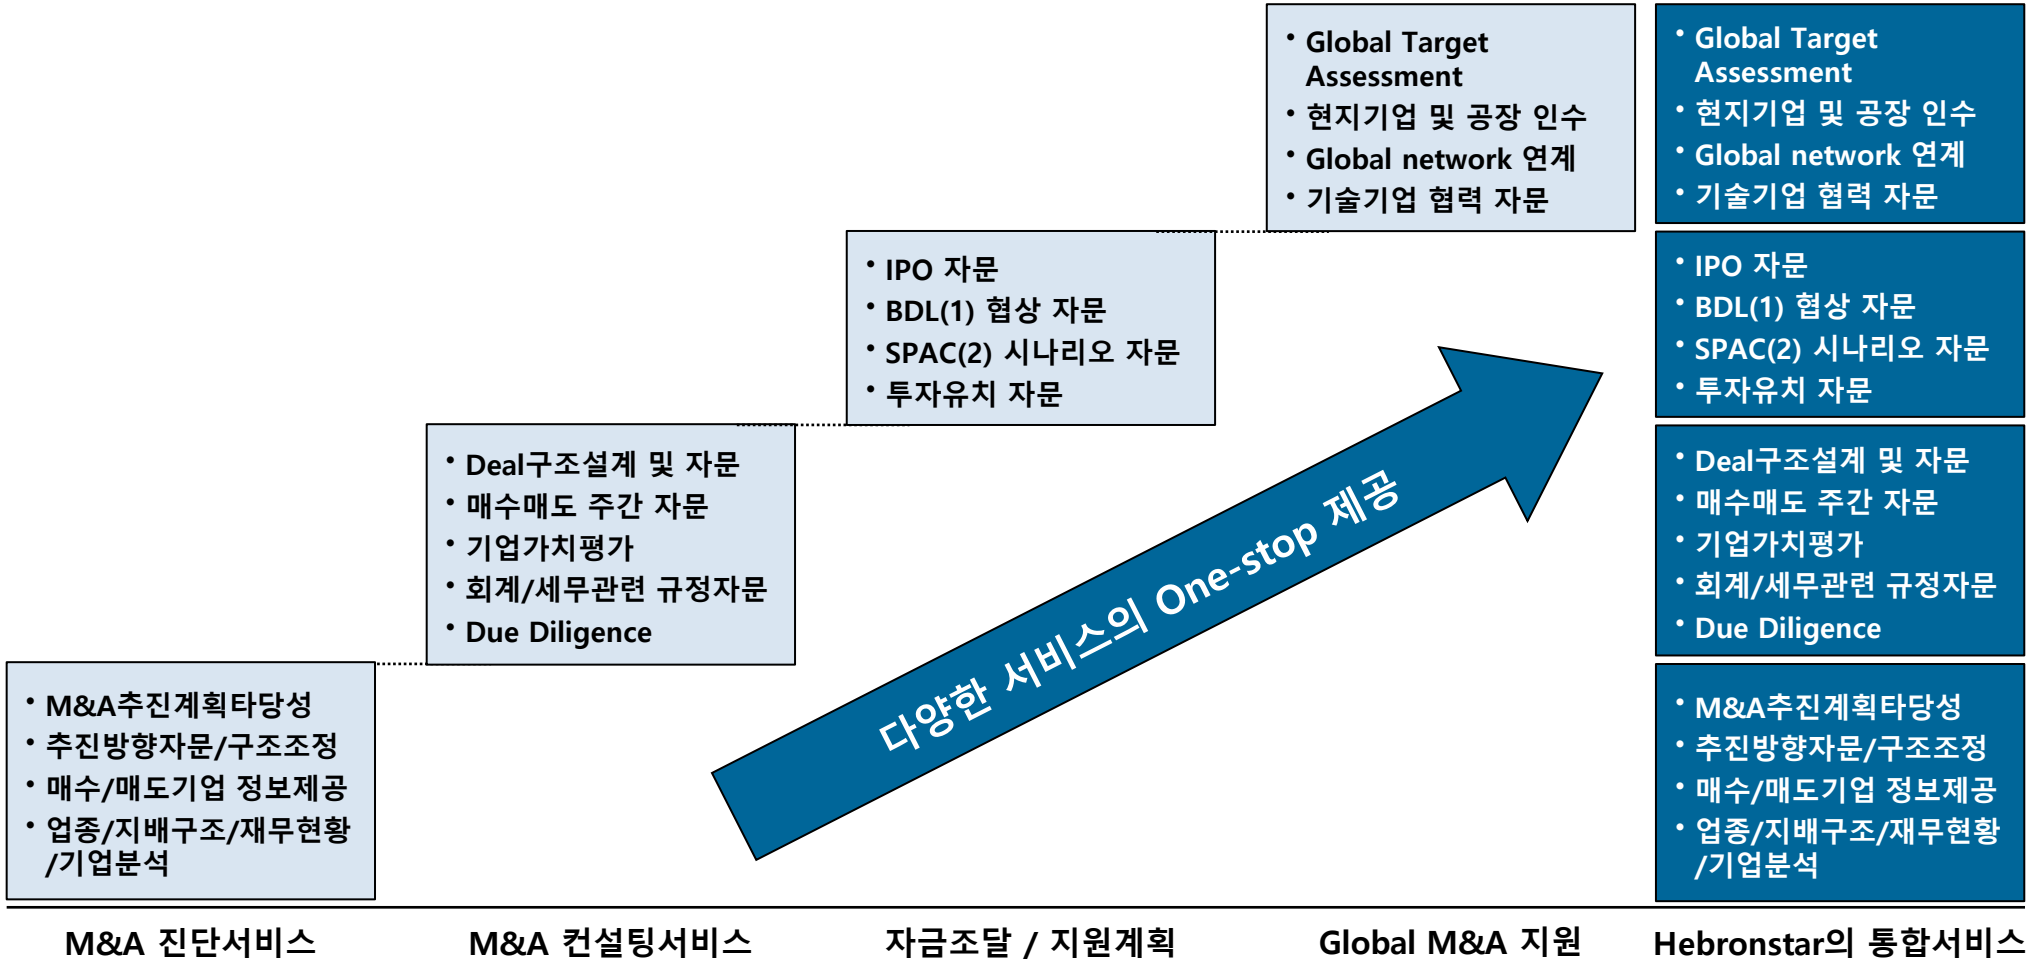 • Global Target
Assessment
• 현지기업 및 공장 인수
• Global network 연계
• 기술기업 협력 자문
• Global Target
Assessment
• 현지기업 및 공장 인수
• Global network 연계
• 기술기업 협력 자문
• IPO 자문
• BDL(1) 협상 자문
• SPAC(2) 시나리오 자문
• 투자유치 자문
• IPO 자문
• BDL(1) 협상 자문
• SPAC(2) 시나리오 자문
• 투자유치 자문
• Deal구조설계 및 자문
• 매수매도 주간 자문
• 기업가치평가
• 회계/세무관련 규정자문
• Due Diligence
다양한 서비스의 One-stop 제공
• Deal구조설계 및 자문
• 매수매도 주간 자문
• 기업가치평가
• 회계/세무관련 규정자문
• Due Diligence
• M&A추진계획타당성
• 추진방향자문/구조조정
• 매수/매도기업 정보제공
• 업종/지배구조/재무현황
/기업분석
• M&A추진계획타당성
• 추진방향자문/구조조정
• 매수/매도기업 정보제공
• 업종/지배구조/재무현황
/기업분석
M&A 진단서비스
M&A 컨설팅서비스
자금조달 / 지원계획
Global M&A 지원
Hebronstar의 통합서비스